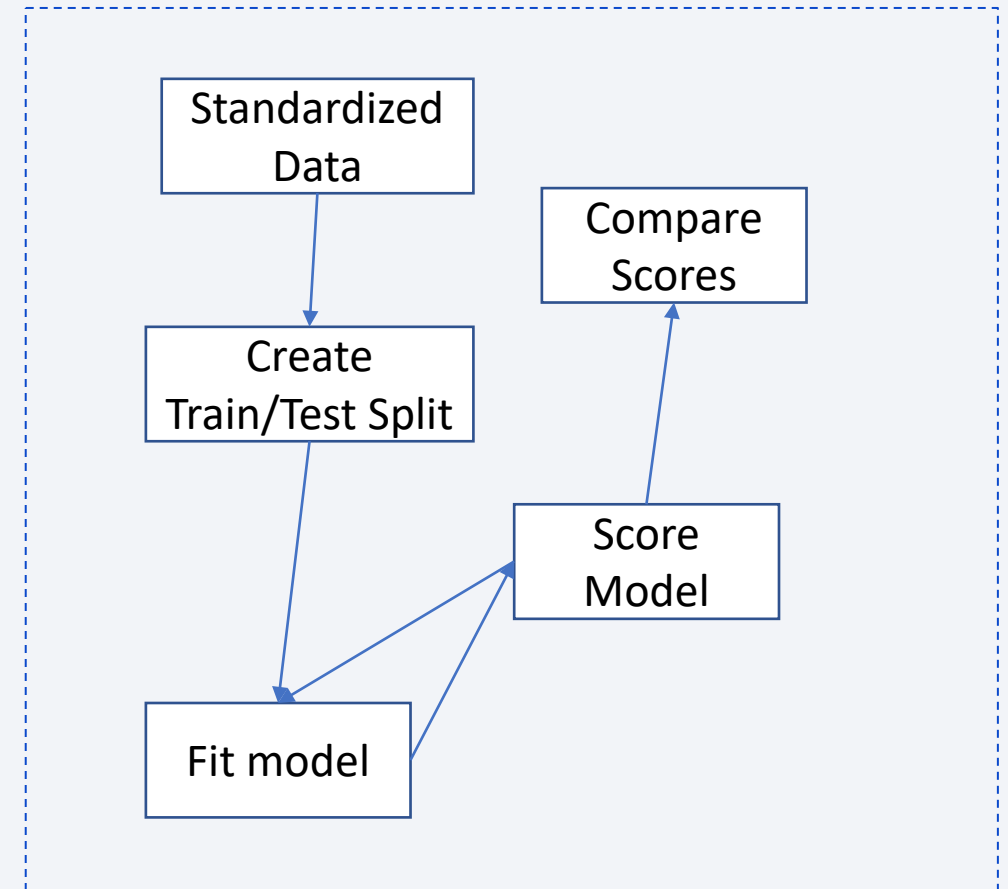 Standardized
Data
Compare
Scores
Create
Train/Test Split
Score
Model
Fit model